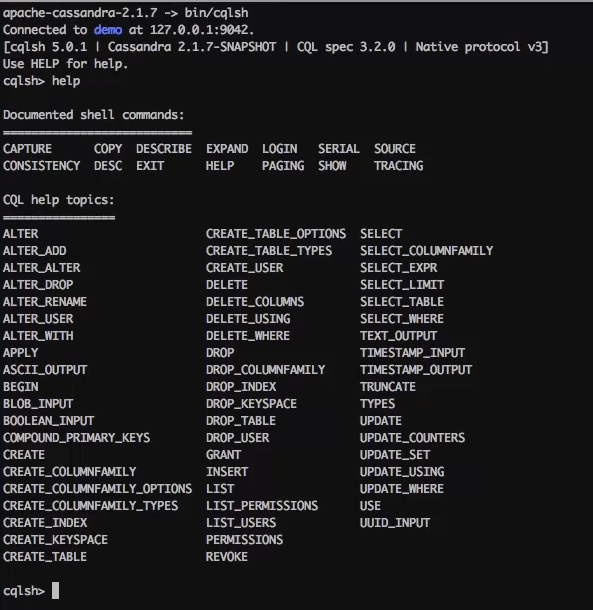 apache-cassandra-2.1.7 -> bin/cqlsh
Connected to demo at 127.0.0.1:9042.
[cqlsh 5.0.1 | Cassandra 2.1.7-SNAPSHOT | CQL spec 3.2.0 | Native protocol v3]
Use HELP for help.
cqlsh> help
Documented shell commands:
===========================
CAPTURE      COPY  DESCRIBE  EXPAND  LOGIN   SERIAL  SOURCE
CONSISTENCY  DESC  EXIT      HELP    PAGING  SHOW    TRACING
CQL help topics:
================
ALTER                        CREATE_TABLE_OPTIONS  SELECT
ALTER_ADD                    CREATE_TABLE_TYPES    SELECT_COLUMNFAMILY
ALTER_ALTER                  CREATE_USER           SELECT_EXPR
ALTER_DROP                   DELETE                SELECT_LIMIT
ALTER_RENAME                 DELETE_COLUMNS        SELECT_TABLE
ALTER_USER                   DELETE_USING          SELECT_WHERE
ALTER_WITH                   DELETE_WHERE          TEXT_OUTPUT
APPLY                        DROP                  TIMESTAMP_INPUT
ASCII_OUTPUT                 DROP_COLUMNFAMILY     TIMESTAMP_OUTPUT
BEGIN                        DROP_INDEX            TRUNCATE
BLOB_INPUT                   DROP_KEYSPACE         TYPES
BOOLEAN_INPUT                DROP_TABLE            UPDATE
COMPOUND_PRIMARY_KEYS        DROP_USER             UPDATE_COUNTERS
CREATE                       GRANT                 UPDATE_SET
CREATE_COLUMNFAMILY          INSERT                UPDATE_USING
CREATE_COLUMNFAMILY_OPTIONS  LIST                  UPDATE_WHERE
CREATE_COLUMNFAMILY_TYPES    LIST_PERMISSIONS      USE
CREATE_INDEX                 LIST_USERS            UUID_INPUT
CREATE_KEYSPACE              PERMISSIONS
CREATE_TABLE                 REVOKE
cqlsh>